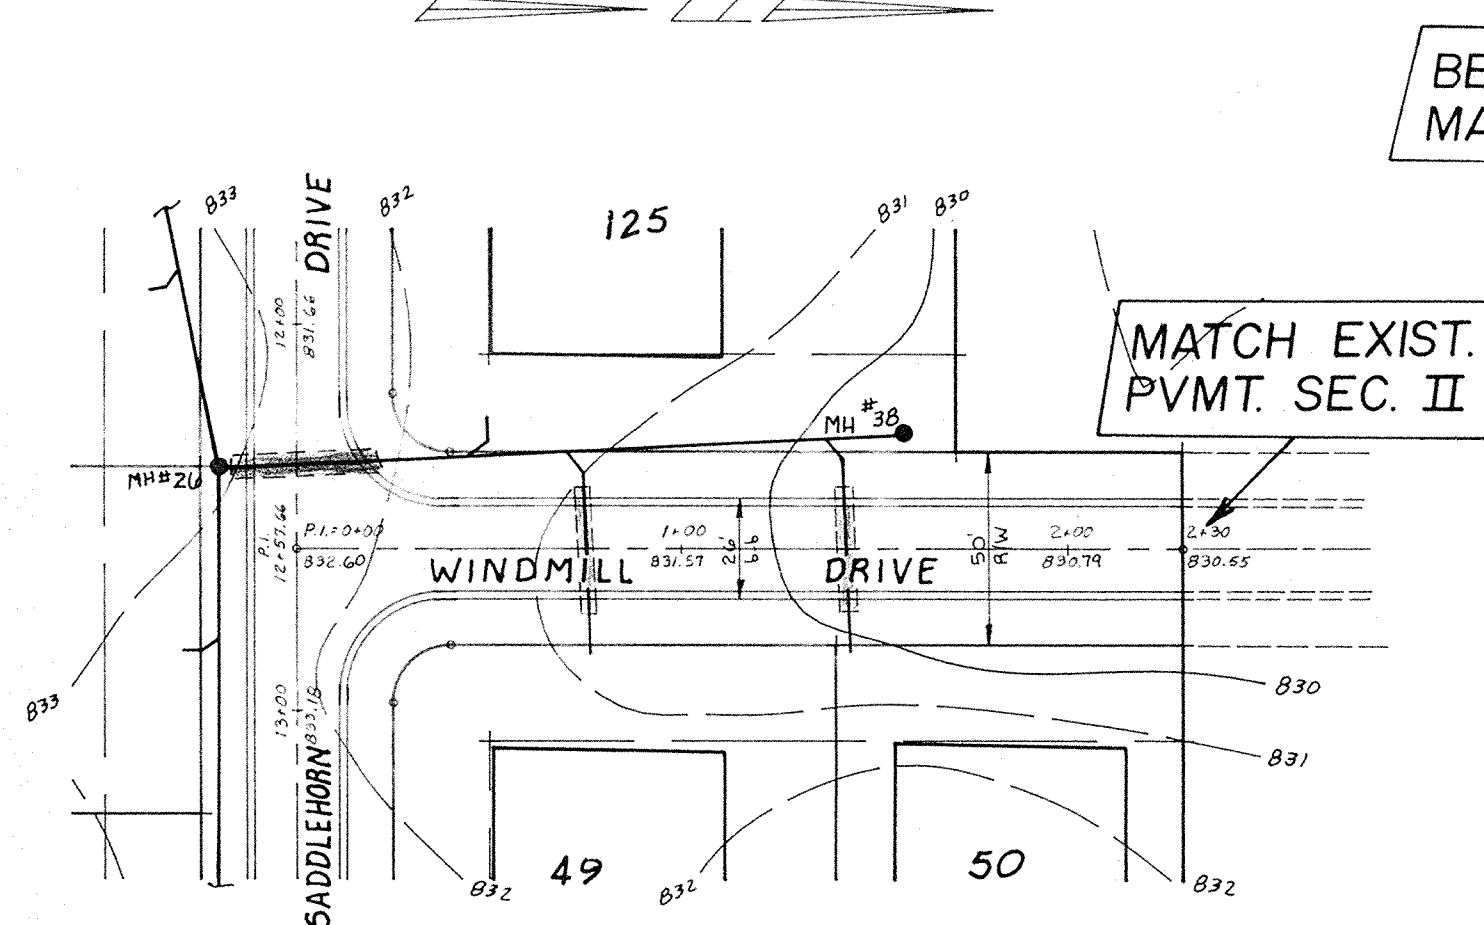 BE
MA
833
DRIVE
832
125
831
830
12+00
831.66
MATCH EXIST.
PVMT. SEC. II
MH #38
MH#26
P.I.
12+57.66
P.I.=0+00
832.60
WINDMILL DRIVE
1+00
831.57
26'
B-B
50'
R/W
2+00
830.79
2+30
830.55
13+00
833.18
SADDLEHORN
833
830
831
49
50
832
832
832